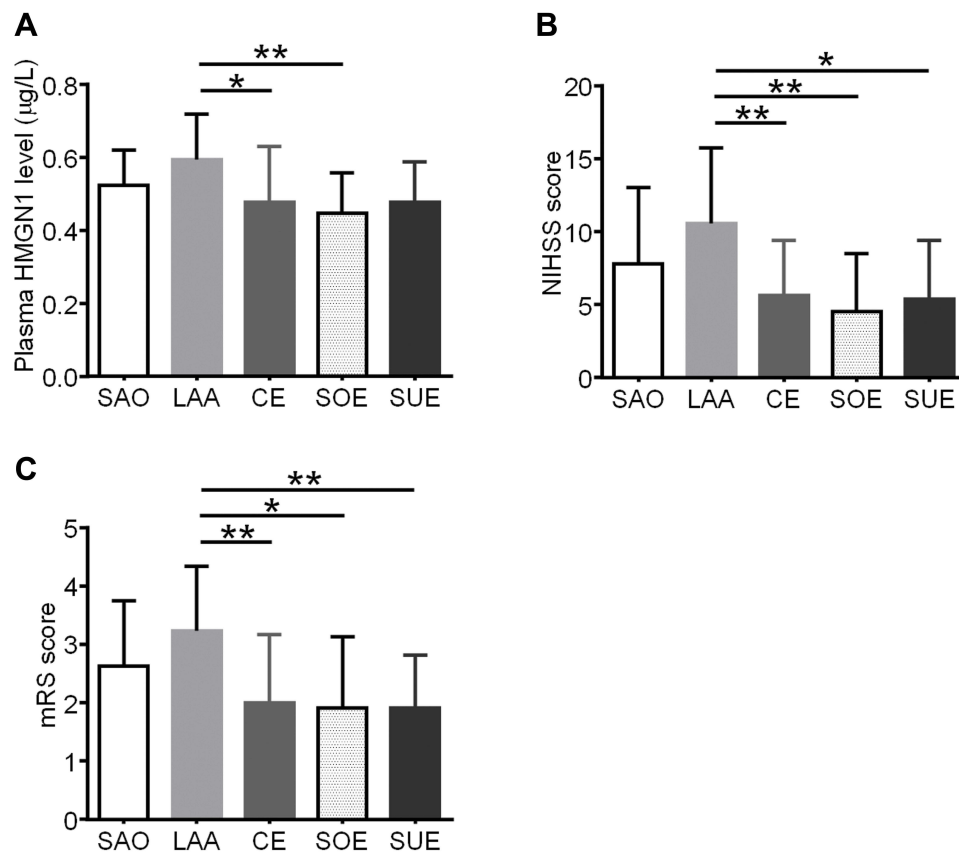 A
**
*
Plasma HMGN1 level (μg/L)
0.8
0.6
0.4
0.2
0.0
SAO LAA CE SOE SUE
B
*
**
**
NIHSS score
20
15
10
5
0
SAO LAA CE SOE SUE
C
**
*
**
mRS score
5
4
3
2
1
0
SAO LAA CE SOE SUE